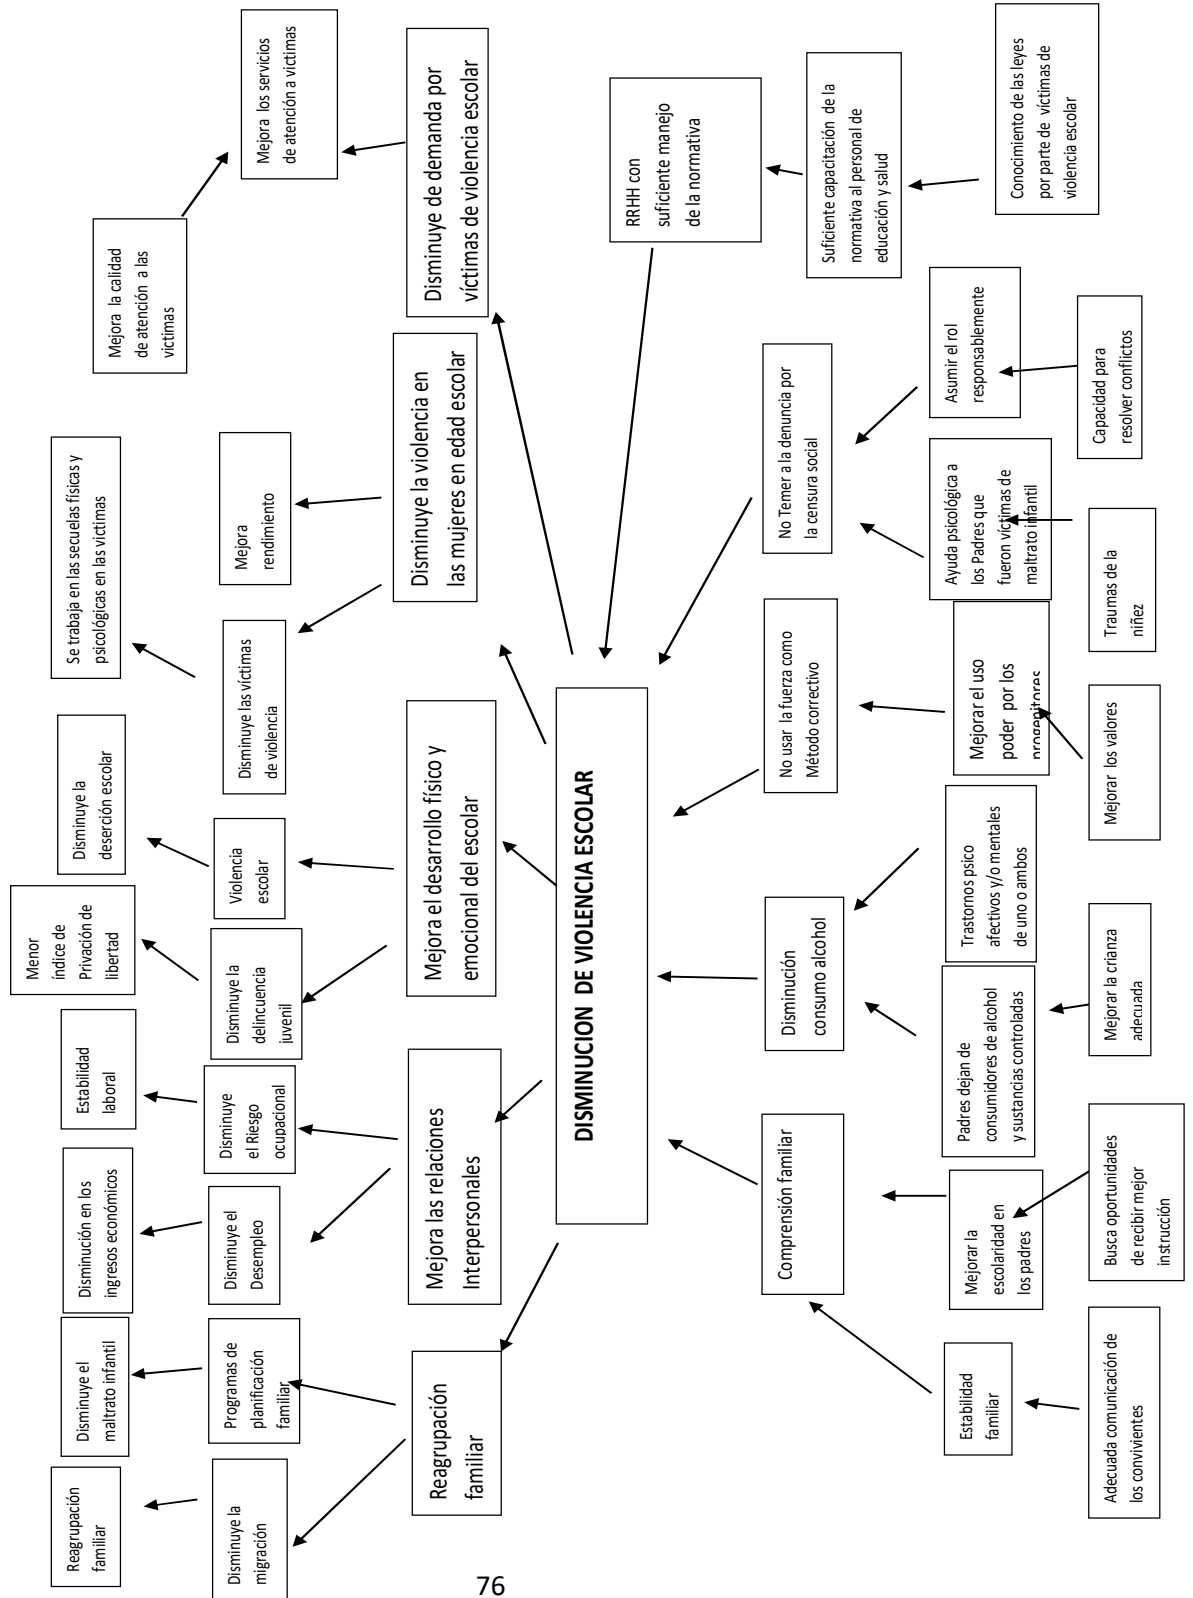 Reagrupación
familiar
Disminuye el
maltrato infantil
Disminución en los
ingresos económicos
Estabilidad
laboral
Menor
índice de
Privación de
libertad
Disminuye la
deserción escolar
Se trabaja en las secuelas físicas y
psicológicas en las víctimas
Mejora la calidad
de atención a las
victimas
Mejora los servicios
de atención a victimas
Disminuye la
migración
Programas de
planificación
familiar
Disminuye el
Desempleo
Disminuye
el Riesgo
ocupacional
Disminuye la
delincuencia
juvenil
Violencia
escolar
Disminuye las víctimas
de violencia
Mejora
rendimiento
Reagrupación
familiar
Mejora las relaciones
Interpersonales
Mejora el desarrollo físico y
emocional del escolar
Disminuye la violencia en
las mujeres en edad escolar
Disminuye de demanda por
víctimas de violencia escolar
DISMINUCION DE VIOLENCIA ESCOLAR
Comprensión familiar
Disminución
consumo alcohol
No usar la fuerza como
Método correctivo
No Temer a la denuncia por
la censura social
RRHH con
suficiente manejo
de la normativa
Estabilidad
familiar
Mejorar la
escolaridad en
los padres
Padres dejan de
consumidores de alcohol
y sustancias controladas
Trastornos psico
afectivos y/o mentales
de uno o ambos
Mejorar el uso
poder por los
progenitores
Ayuda psicológica a
los Padres que
fueron víctimas de
maltrato infantil
Asumir el rol
responsablemente
Suficiente capacitación de la
normativa al personal de
educación y salud
Adecuada comunicación de
los convivientes
Busca oportunidades
de recibir mejor
instrucción
Mejorar la crianza
adecuada
Mejorar los valores
Traumas de la
niñez
Capacidad para
resolver conflictos
Conocimiento de las leyes
por parte de víctimas de
violencia escolar
76